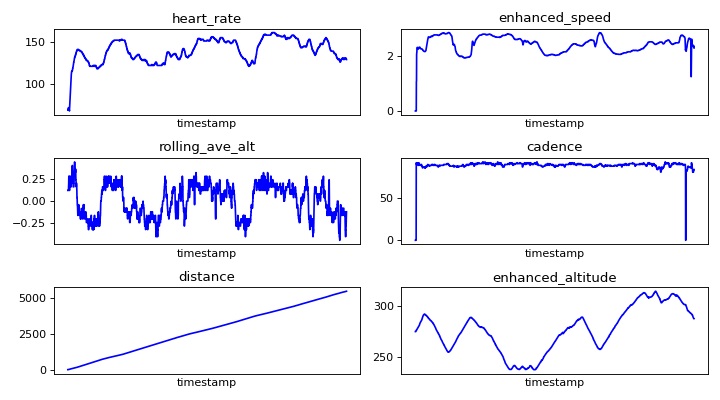 heart_rate
150
100
timestamp
enhanced_speed
2
0
timestamp
rolling_ave_alt
0.25
0.00
−0.25
timestamp
cadence
50
0
timestamp
distance
5000
2500
0
timestamp
enhanced_altitude
300
250
timestamp